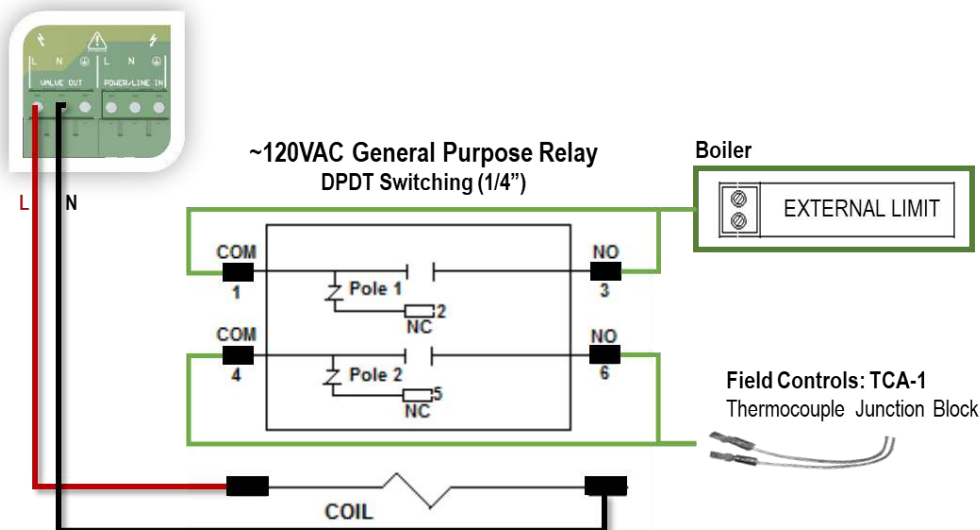 L N ⏚ L N ⏚
VALVE OUT POWER/LINE IN
L N
~120VAC General Purpose Relay
DPDT Switching (1/4”)
Boiler
EXTERNAL LIMIT
COM
1
NO
3
Pole 1
2
NC
COM
4
NO
6
Pole 2
5
NC
Field Controls: TCA-1
Thermocouple Junction Block
COIL